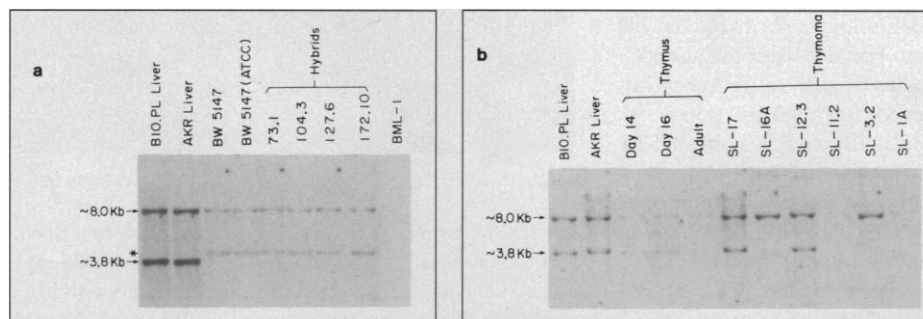 a
Hybrids
BIO.PL Liver
AKR Liver
BW 5147
BW 5147 (ATCC)
73.1
104.3
127.6
172.10
BML-1
~8.0 Kb
*
~3.8 Kb
b
Thymus
Thymoma
BIO.PL Liver
AKR Liver
Day 14
Day 16
Adult
SL-17
SL-16A
SL-12.3
SL-11.2
SL-3.2
SL-1A
~8.0 Kb
~3.8 Kb